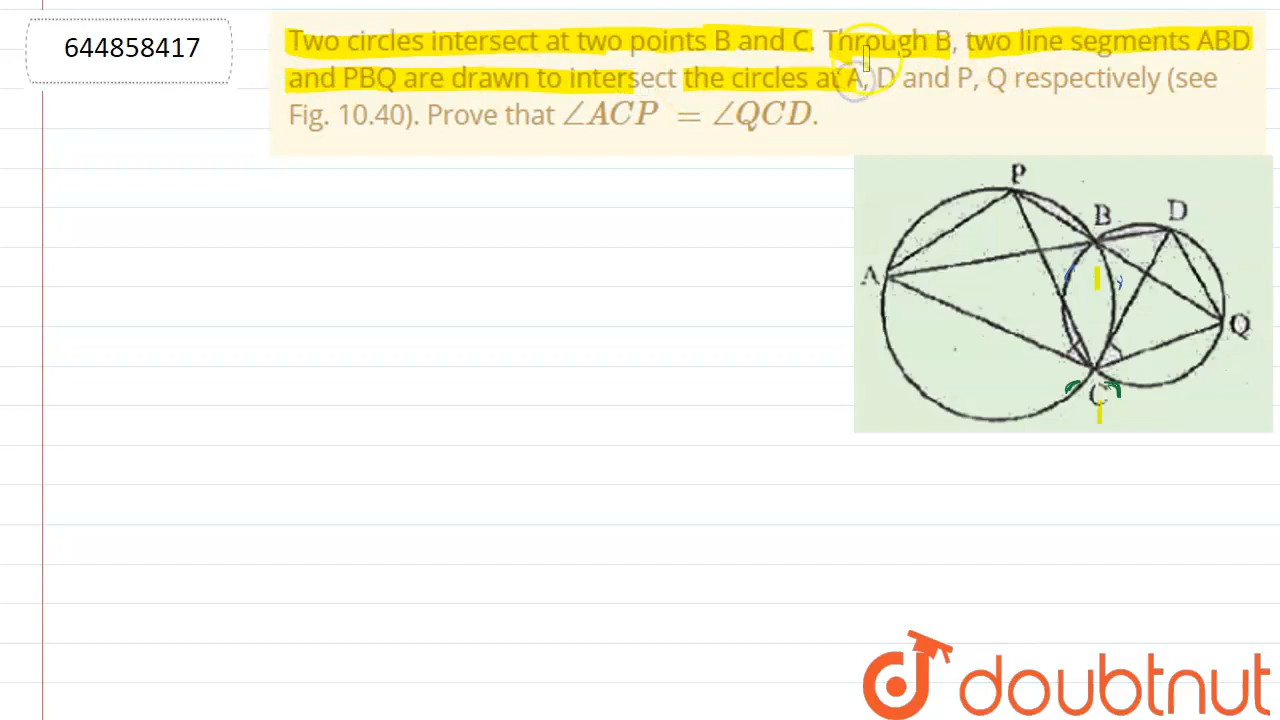 644858417
Two circles intersect at two points B and C. Through B, two line segments ABD
and PBQ are drawn to intersect the circles at A, D and P, Q respectively (see
Fig. 10.40). Prove that ∠ACP = ∠QCD.
P
B
D
A
Q
C
doubtnut